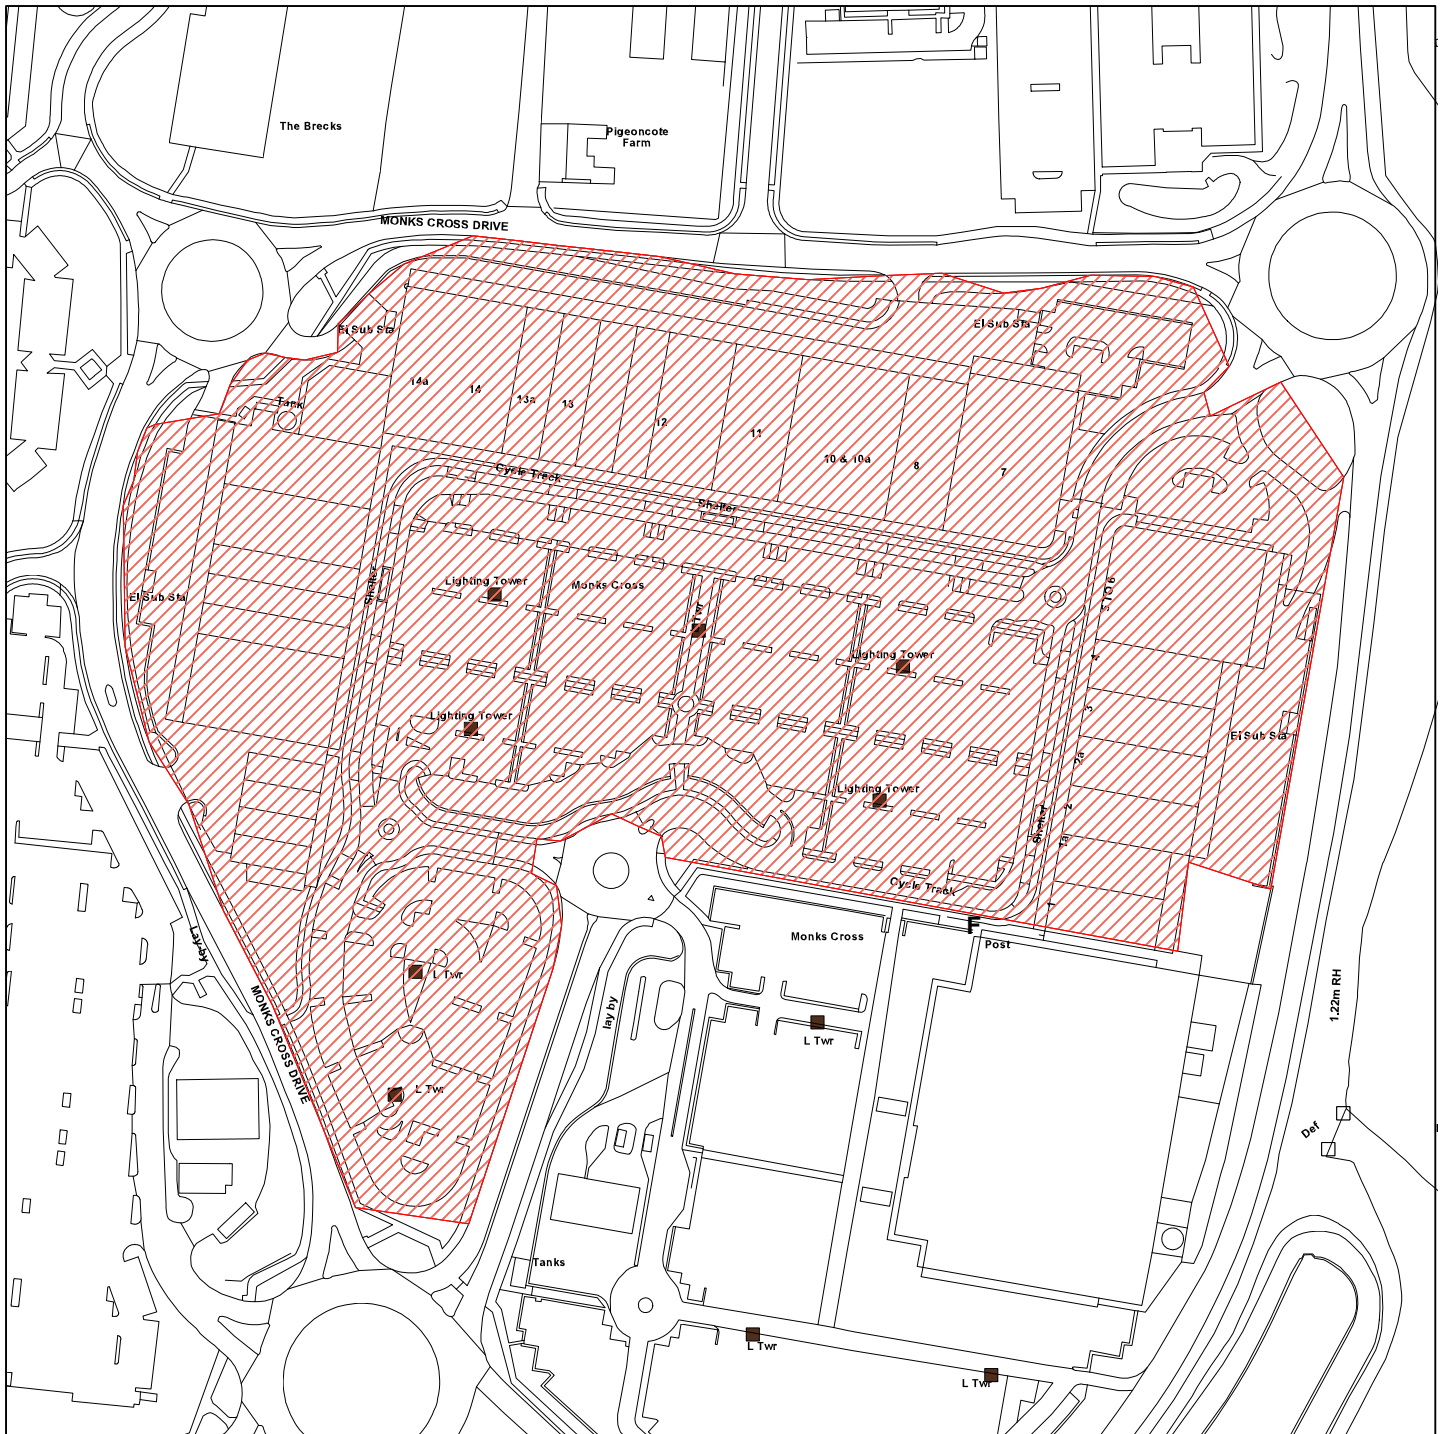 The Brecks
Pigeoncote
Farm
MONKS CROSS DRIVE
El Sub Sta
El Sub Sta
14a
14
13a
13
Tank
12
11
10 & 10a
8
7
Cycle Track
Shelter
Lighting Tower
Monks Cross
Shelter
El Sub Sta
L Twr
5 TO 6
Lighting Tower
4
Lighting Tower
3
El Sub Sta
2a
Lighting Tower
2
Shelter
1a
Cycle Track
1
F
Post
Monks Cross
Lay-by
L Twr
MONKS CROSS DRIVE
lay by
1.22m RH
L Twr
L Twr
Def
Tanks
L Twr
L Twr